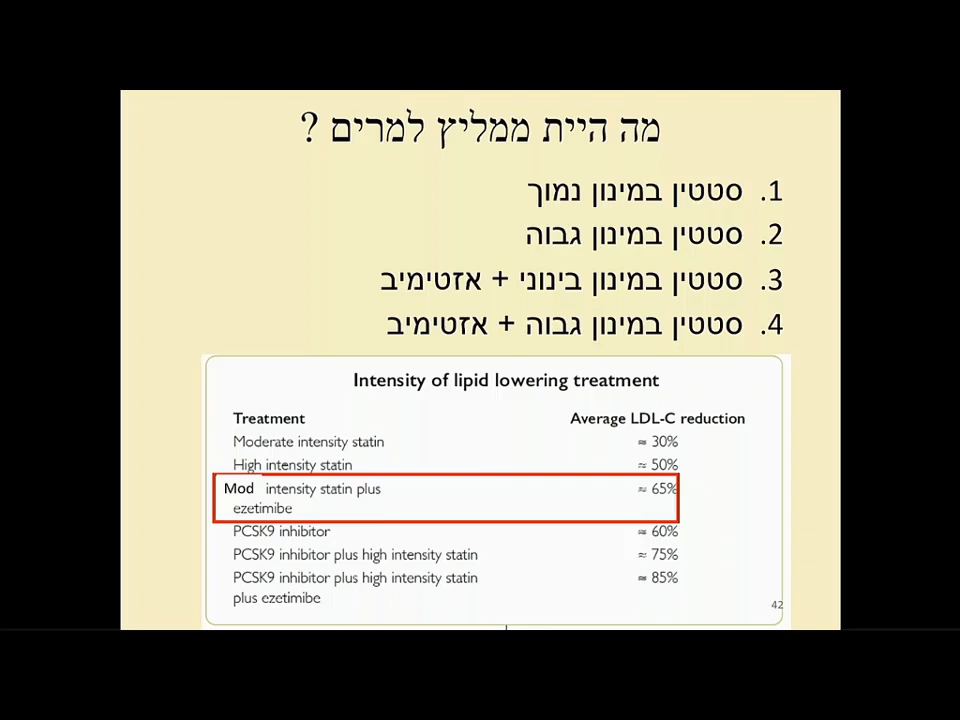 מה היית ממליץ למרים ?
1. סטטין במינון נמוך
2. סטטין במינון גבוה
3. סטטין במינון בינוני + אזטימיב
4. סטטין במינון גבוה + אזטימיב
Intensity of lipid lowering treatment
Treatment Average LDL-C reduction
Moderate intensity statin ≈ 30%
High intensity statin ≈ 50%
Mod intensity statin plus ≈ 65%
ezetimibe
PCSK9 inhibitor ≈ 60%
PCSK9 inhibitor plus high intensity statin ≈ 75%
PCSK9 inhibitor plus high intensity statin ≈ 85%
plus ezetimibe
42